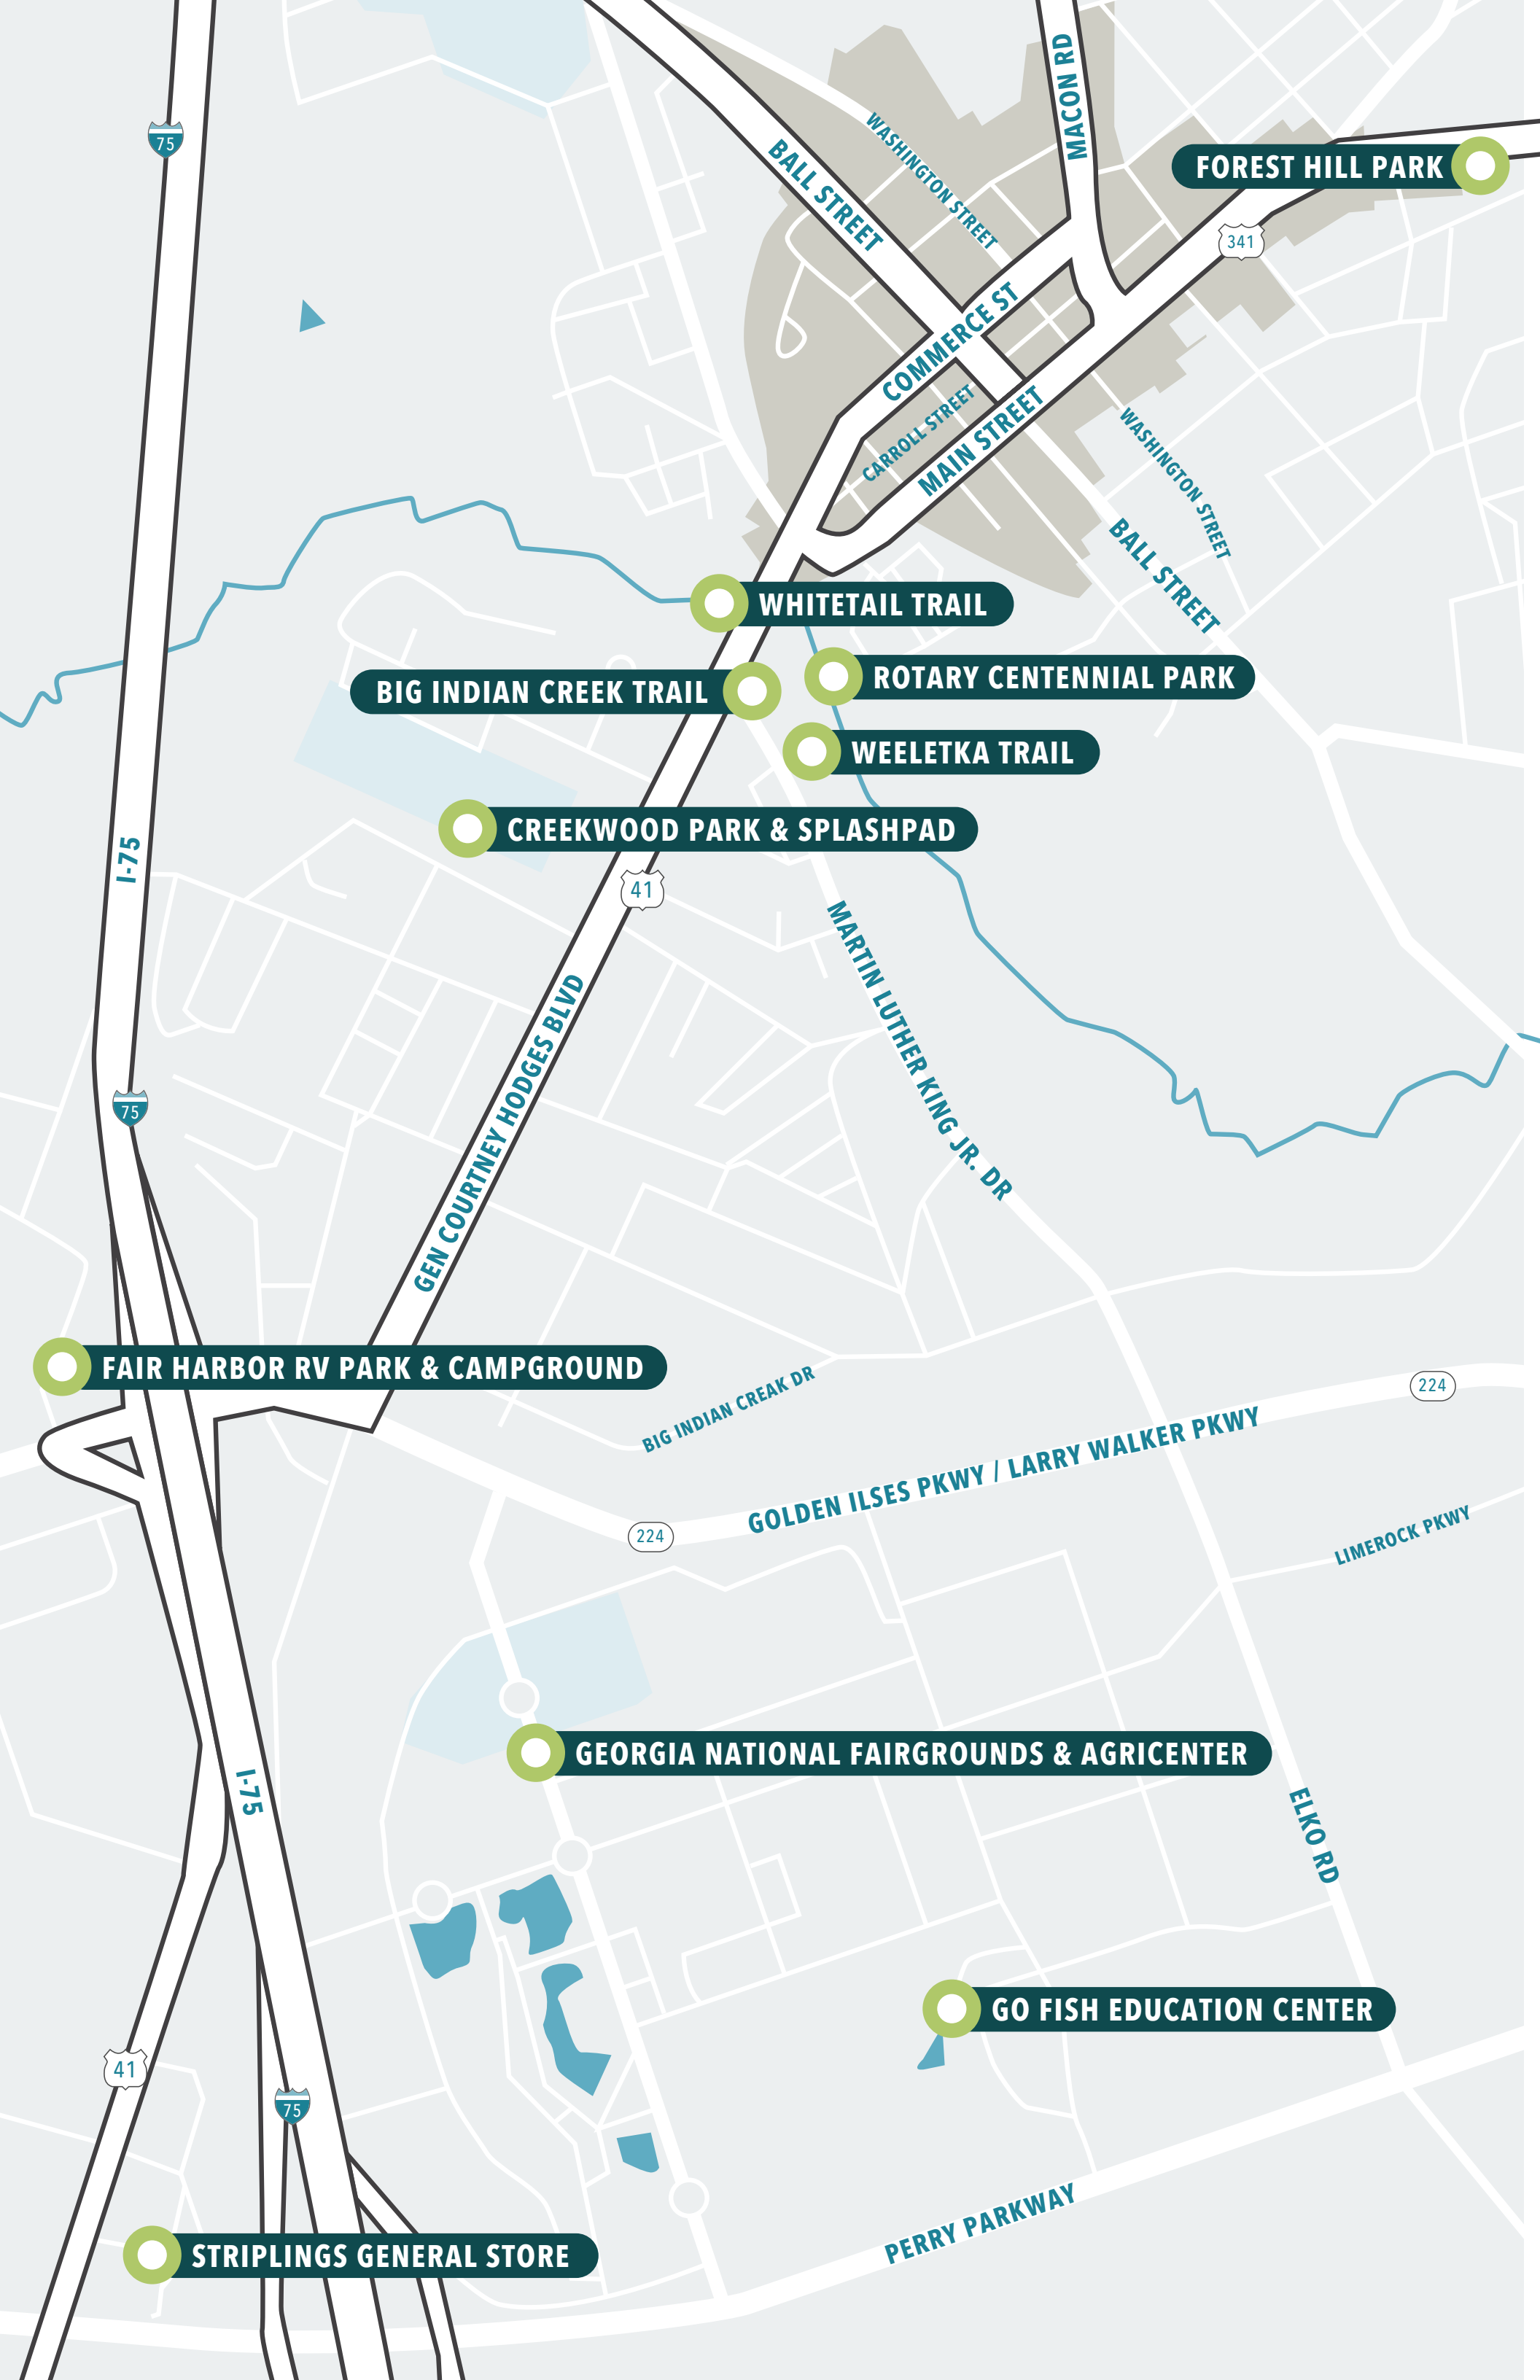 MACON RD
75
WASHINGTON STREET
BALL STREET
FOREST HILL PARK
341
COMMERCE ST
CARROLL STREET
MAIN STREET
WASHINGTON STREET
BALL STREET
WHITETAIL TRAIL
ROTARY CENTENNIAL PARK
BIG INDIAN CREEK TRAIL
WEELETKA TRAIL
CREEKWOOD PARK & SPLASHPAD
I-75
41
MARTIN LUTHER KING JR. DR
GEN COURTNEY HODGES BLVD
75
FAIR HARBOR RV PARK & CAMPGROUND
224
BIG INDIAN CREAK DR
GOLDEN ILSES PKWY / LARRY WALKER PKWY
224
LIMEROCK PKWY
GEORGIA NATIONAL FAIRGROUNDS & AGRICENTER
I-75
ELKO RD
GO FISH EDUCATION CENTER
41
75
PERRY PARKWAY
STRIPLINGS GENERAL STORE